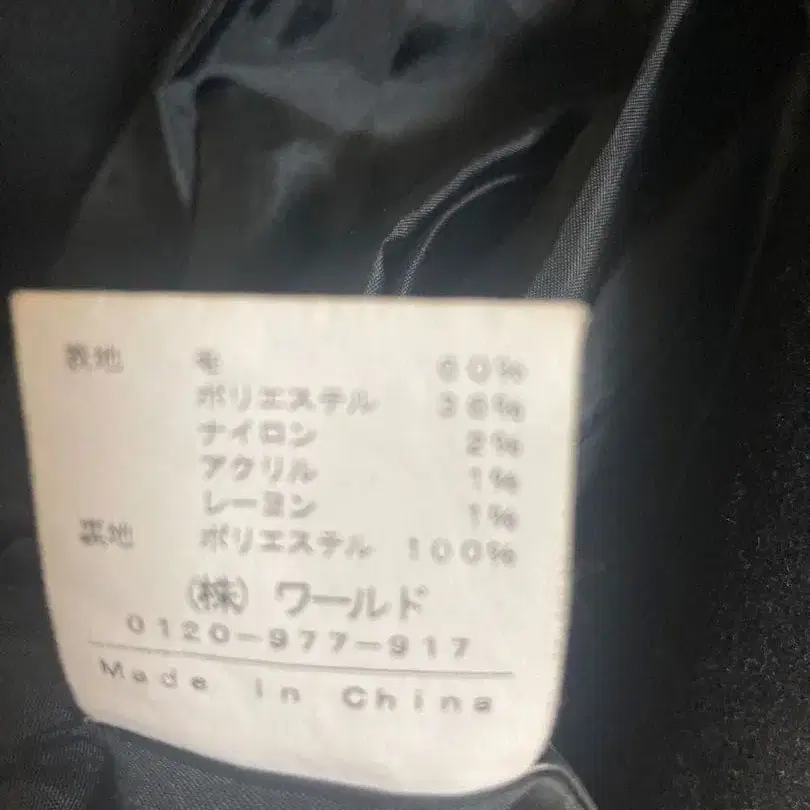 表地 毛 60%
ポリエステル 36%
ナイロン 2%
アクリル 1%
レーヨン 1%
裏地 ポリエステル 100%
(株) ワールド
0120-977-917
Made in China